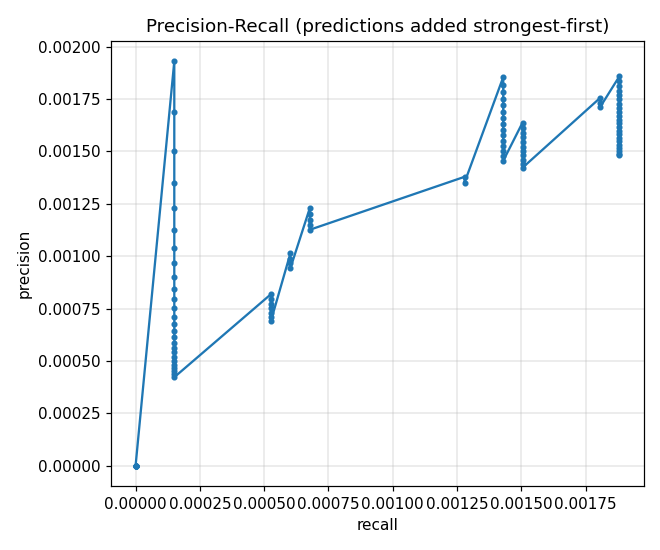 Precision-Recall (predictions added strongest-first)
precision
0.00200
0.00175
0.00150
0.00125
0.00100
0.00075
0.00050
0.00025
0.00000
0.00000 0.00025 0.00050 0.00075 0.00100 0.00125 0.00150 0.00175
recall